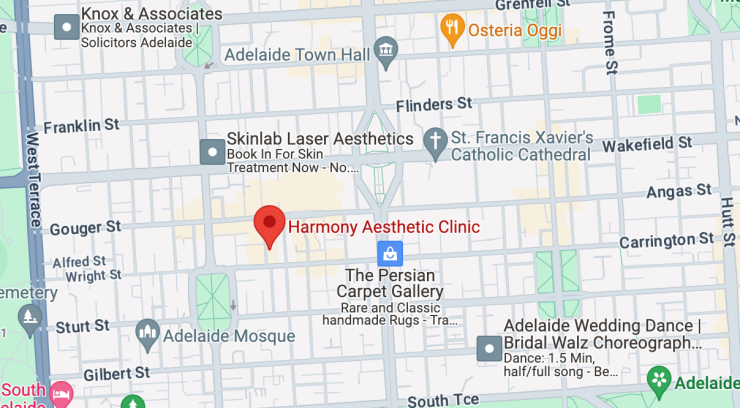 Grenfell St
Knox & Associates
Knox & Associates |
Solicitors Adelaide
Osteria Oggi
Frome St
Adelaide Town Hall
Flinders St
Franklin St
Skinlab Laser Aesthetics
Book In For Skin
Treatment Now - No....
St. Francis Xavier's
Catholic Cathedral
Wakefield St
West Terrace
Angas St
Gouger St
Harmony Aesthetic Clinic
Hutt St
Carrington St
Alfred St
Wright St
The Persian
Carpet Gallery
Rare and Classic
handmade Rugs - Tra...
emetery
Sturt St
Adelaide Mosque
Adelaide Wedding Dance |
Bridal Walz Choreograph...
Dance: 1.5 Min,
half/full song - Be...
Gilbert St
South
elaide
South Tce
Adelaide